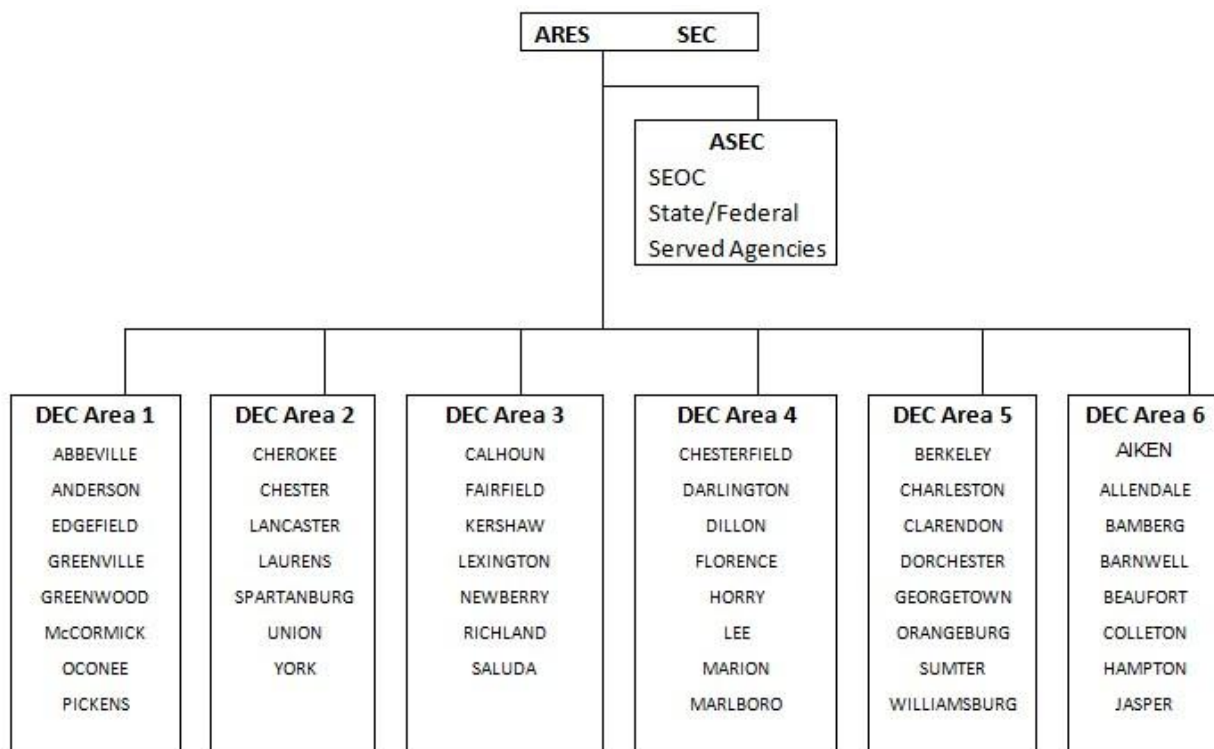 ARES SEC
ASEC
SEOC
State/Federal
Served Agencies
DEC Area 1
ABBEVILLE
ANDERSON
EDGEFIELD
GREENVILLE
GREENWOOD
McCORMICK
OCONEE
PICKENS
DEC Area 2
CHEROKEE
CHESTER
LANCASTER
LAURENS
SPARTANBURG
UNION
YORK
DEC Area 3
CALHOUN
FAIRFIELD
KERSHAW
LEXINGTON
NEWBERRY
RICHLAND
SALUDA
DEC Area 4
CHESTERFIELD
DARLINGTON
DILLON
FLORENCE
HORRY
LEE
MARION
MARLBORO
DEC Area 5
BERKELEY
CHARLESTON
CLARENDON
DORCHESTER
GEORGETOWN
ORANGEBURG
SUMTER
WILLIAMSBURG
DEC Area 6
AIKEN
ALLENDALE
BAMBERG
BARNWELL
BEAUFORT
COLLETON
HAMPTON
JASPER